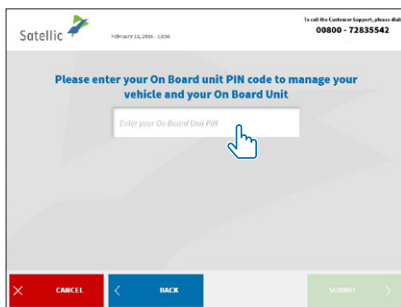 Satellic
February 12, 2016 - 13:00
To call the Customer Support, please dial:
00800 - 72835542
Please enter your On Board unit PIN code to manage your
vehicle and your On Board Unit
Enter your On Board Unit PIN
CANCEL
BACK
SUBMIT